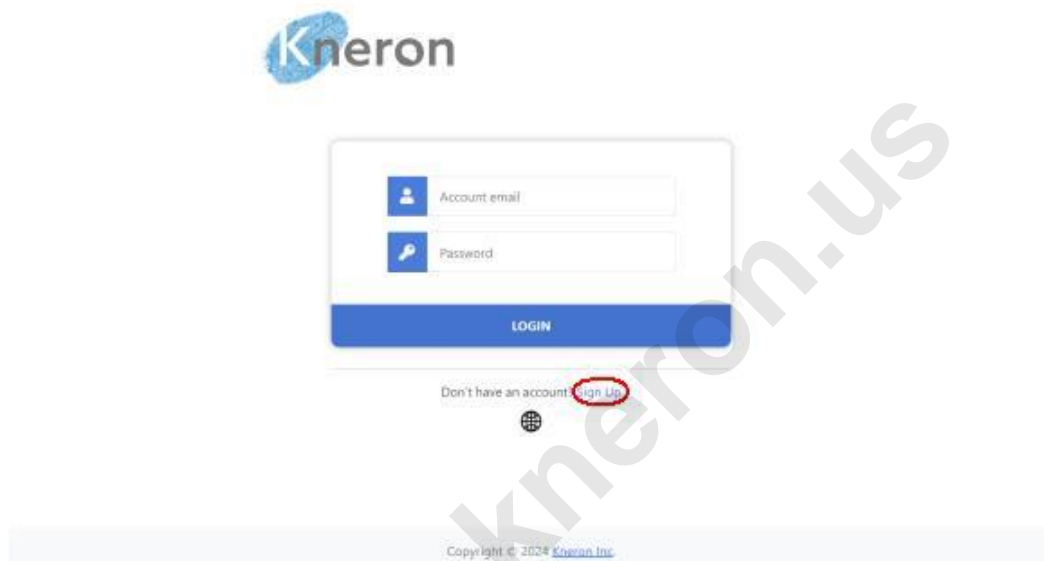 Kneron
Account email
Password
LOGIN
Don't have an account? Sign Up
Copyright © 2024 Kneron Inc.
kneron.us